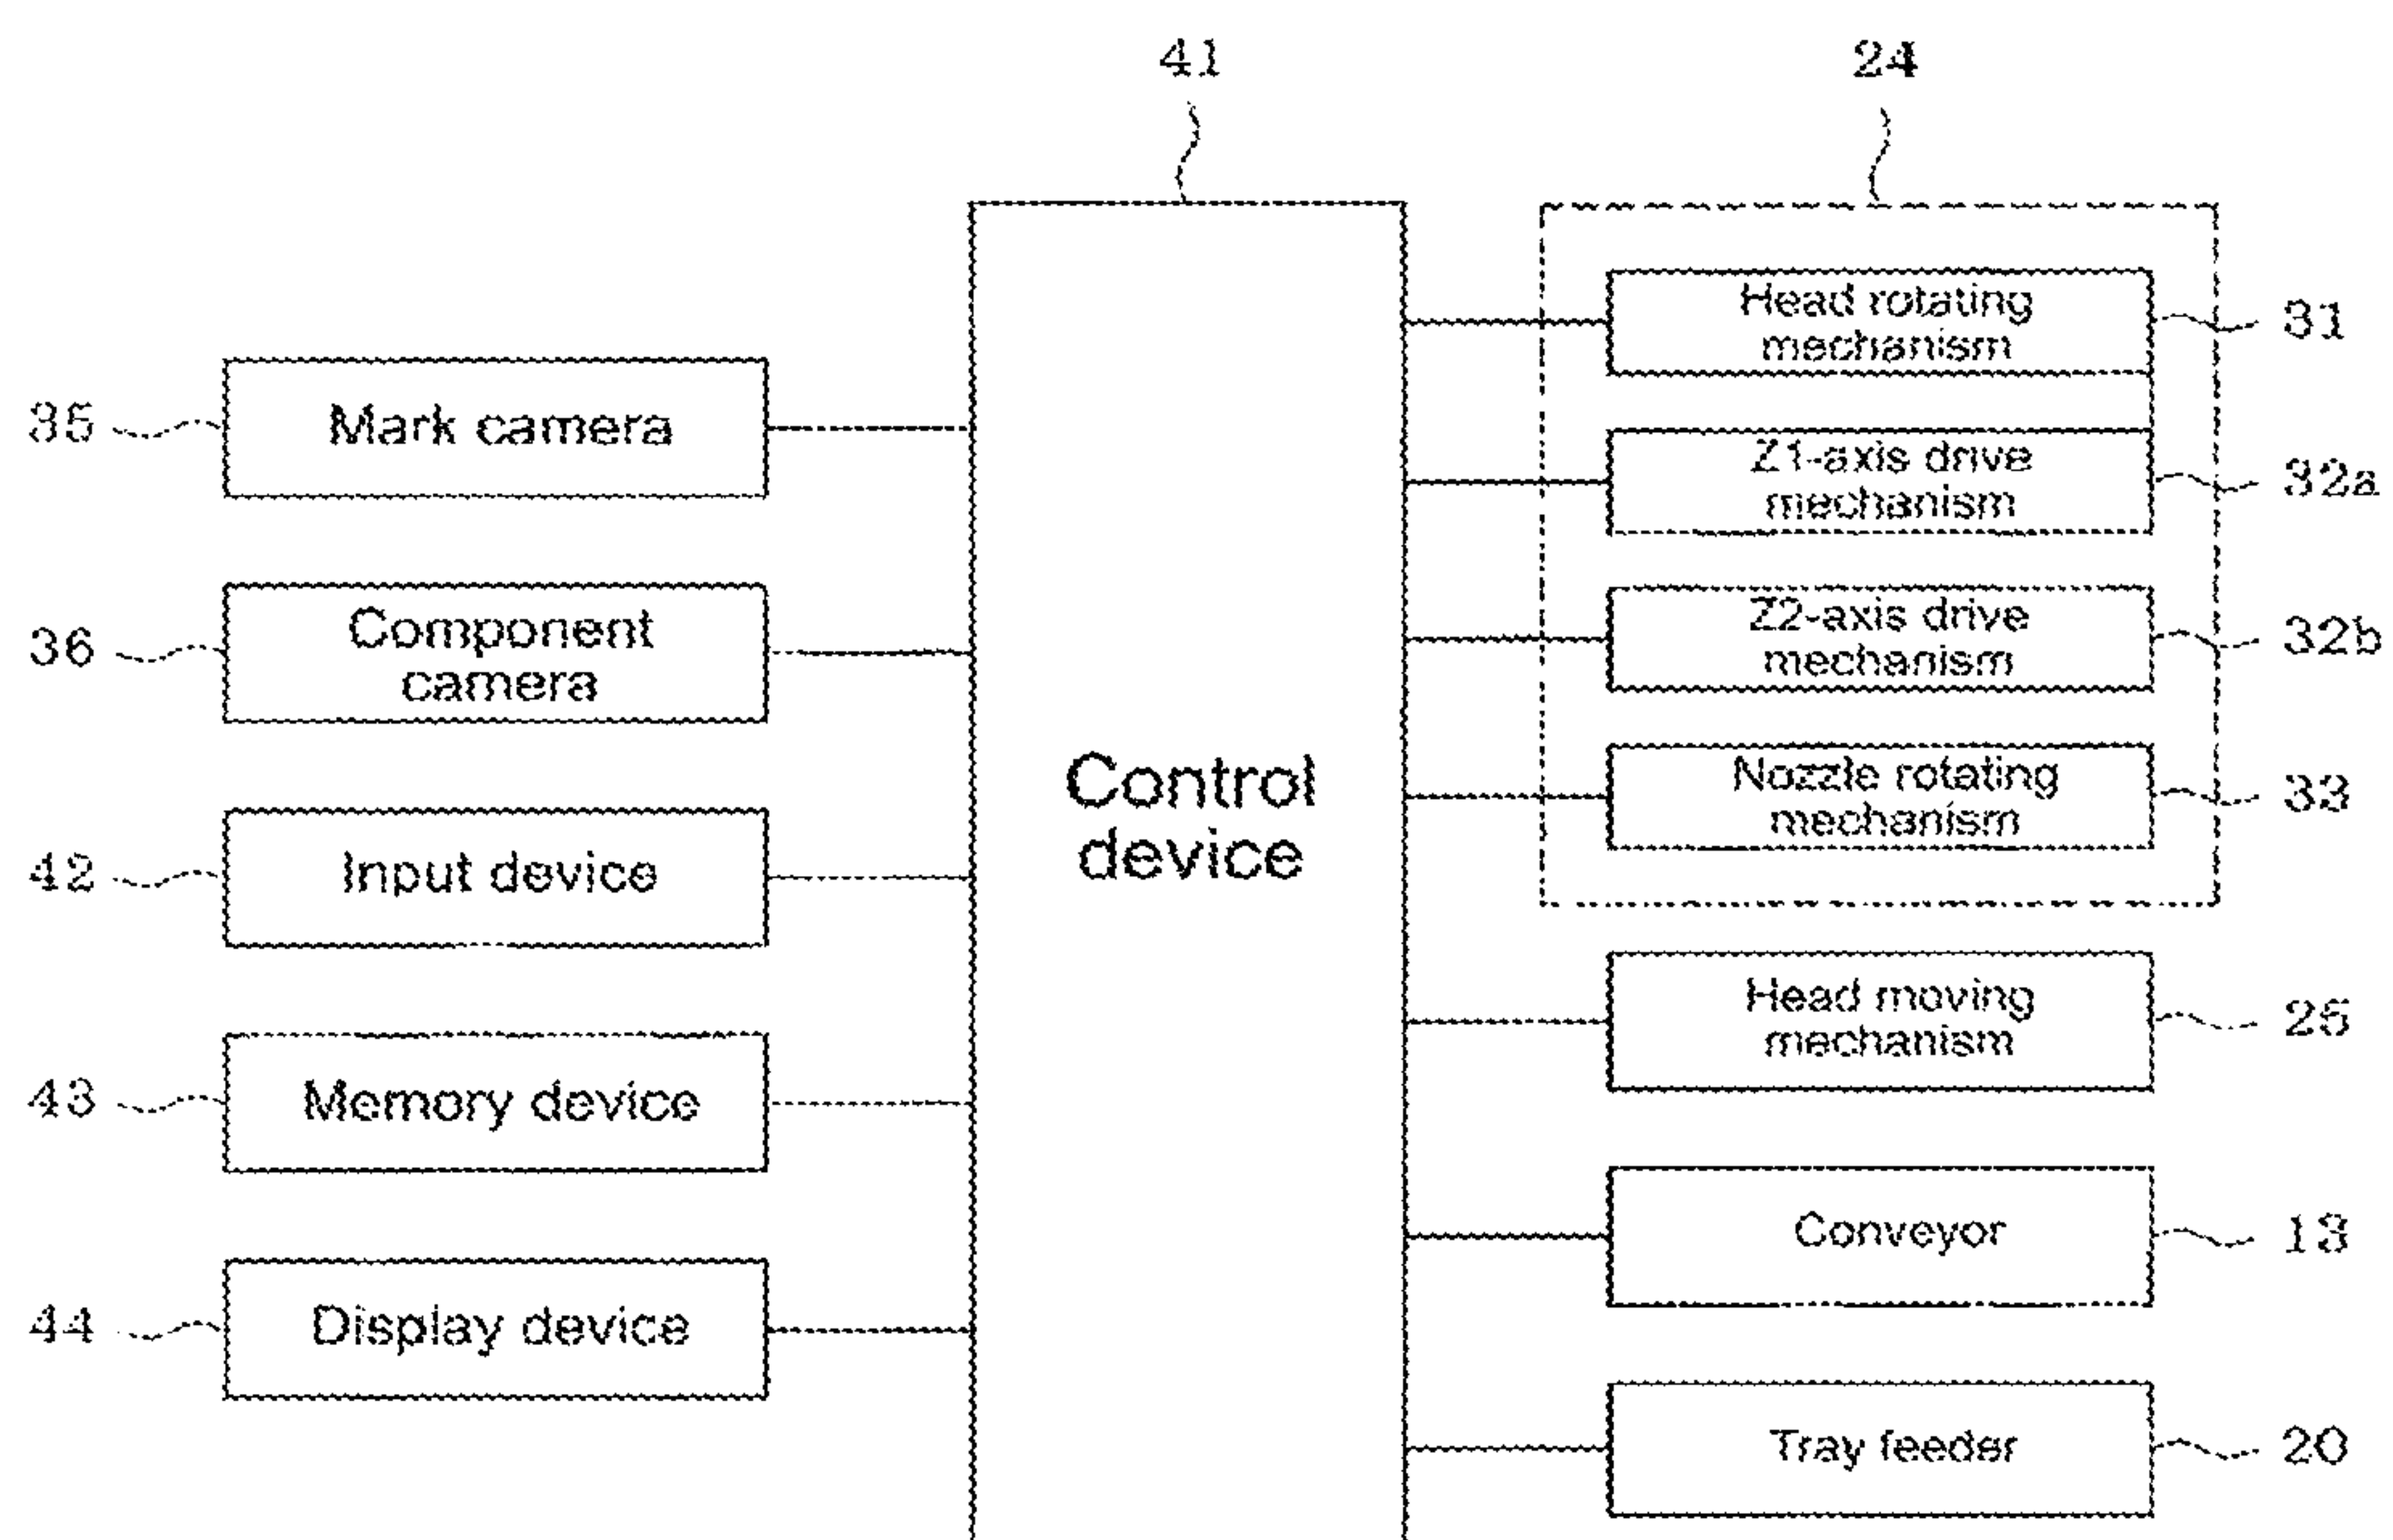 41
24
35
Mark camera
36
Component
camera
42
Input device
43
Memory device
44
Display device
Control
device
Head rotating
mechanism
31
Z1-axis drive
mechanism
32a
Z2-axis drive
mechanism
32b
Nozzle rotating
mechanism
33
Head moving
mechanism
25
Conveyor
13
Tray feeder
20